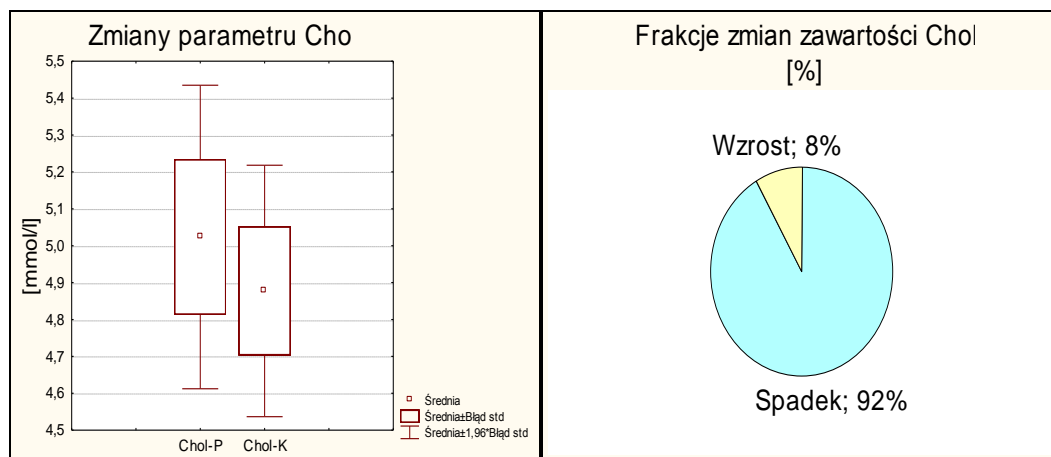 Zmiany parametru Cho
5,5
5,4
5,3
5,2
5,1
5,0
4,9
4,8
4,7
4,6
4,5
[mmol/l]
Chol-P Chol-K
Średnia
Średnia±Błąd std
Średnia±1,96*Błąd std
Frakcje zmian zawartości Chol
[%]
Wzrost; 8%
Spadek; 92%